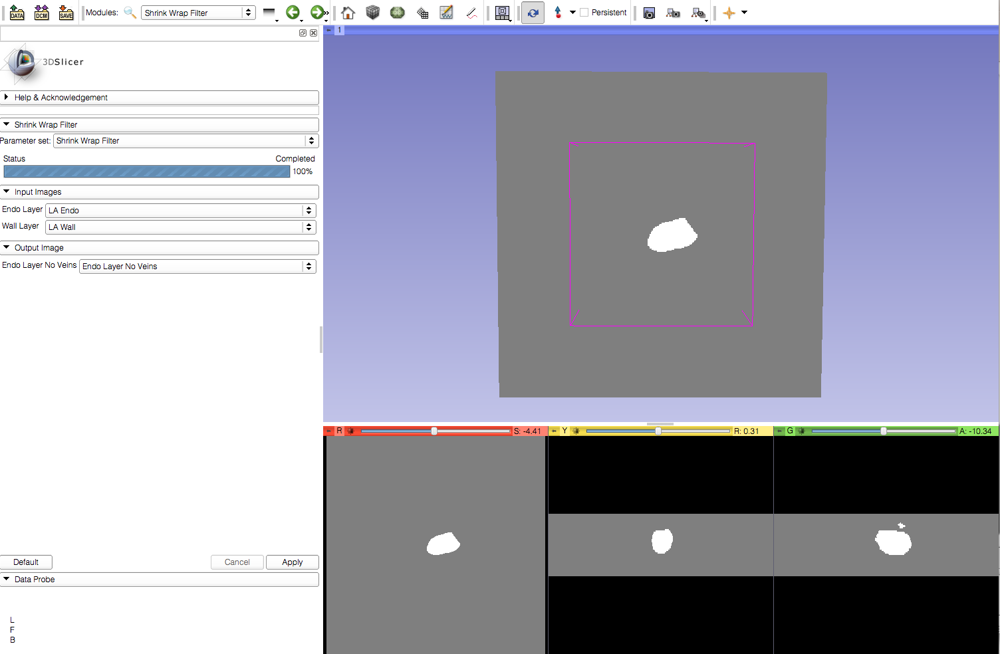 DATA DCM SAVE Modules: Shrink Wrap Filter Persistent
1
3DSlicer
Help & Acknowledgement
Shrink Wrap Filter
Parameter set: Shrink Wrap Filter
Status Completed
100%
Input Images
Endo Layer LA Endo
Wall Layer LA Wall
Output Image
Endo Layer No Veins Endo Layer No Veins
R S: -4.41 Y R: 0.31 G A: -10.34
Default Cancel Apply
Data Probe
L
F
B